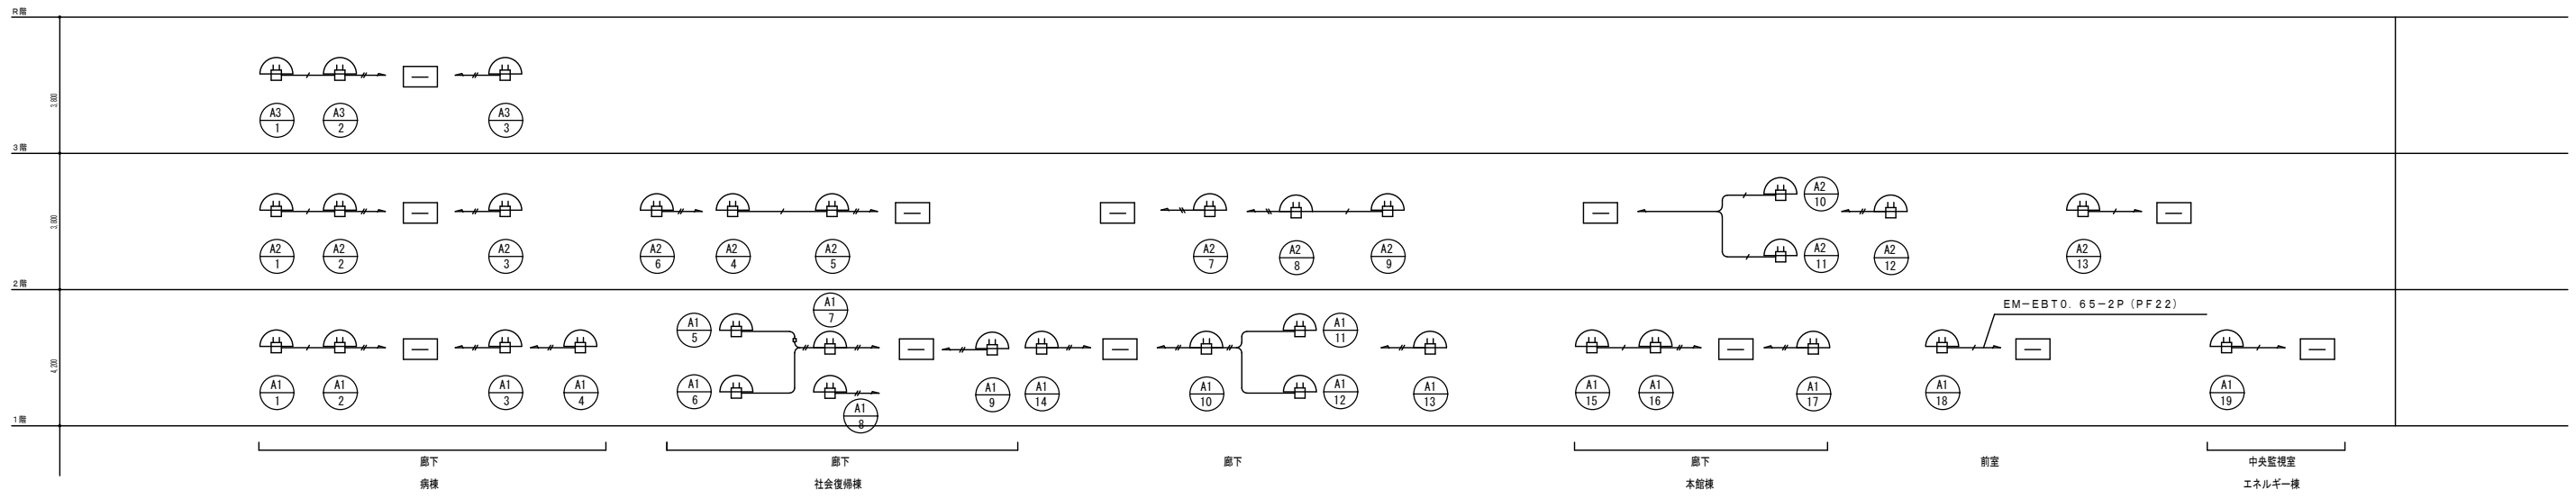 R階
3,800
A3 A3 A3
1 2 3
3階
3,800
A2
10
A2 A2 A2 A2 A2 A2 A2 A2 A2 A2 A2 A2
1 2 3 6 4 5 7 8 9 11 12 13
2階
EM-EBT0.65-2P(PF22)
A1
7
A1 A1
5 11
4,200
A1 A1 A1 A1 A1 A1 A1 A1 A1 A1 A1 A1 A1 A1 A1 A1
1 2 3 4 6 9 14 10 12 13 15 16 17 18 19
A1
8
1階
廊下 廊下 廊下 廊下 前室 中央監視室
病棟 社会復帰棟 本館棟 エネルギー棟